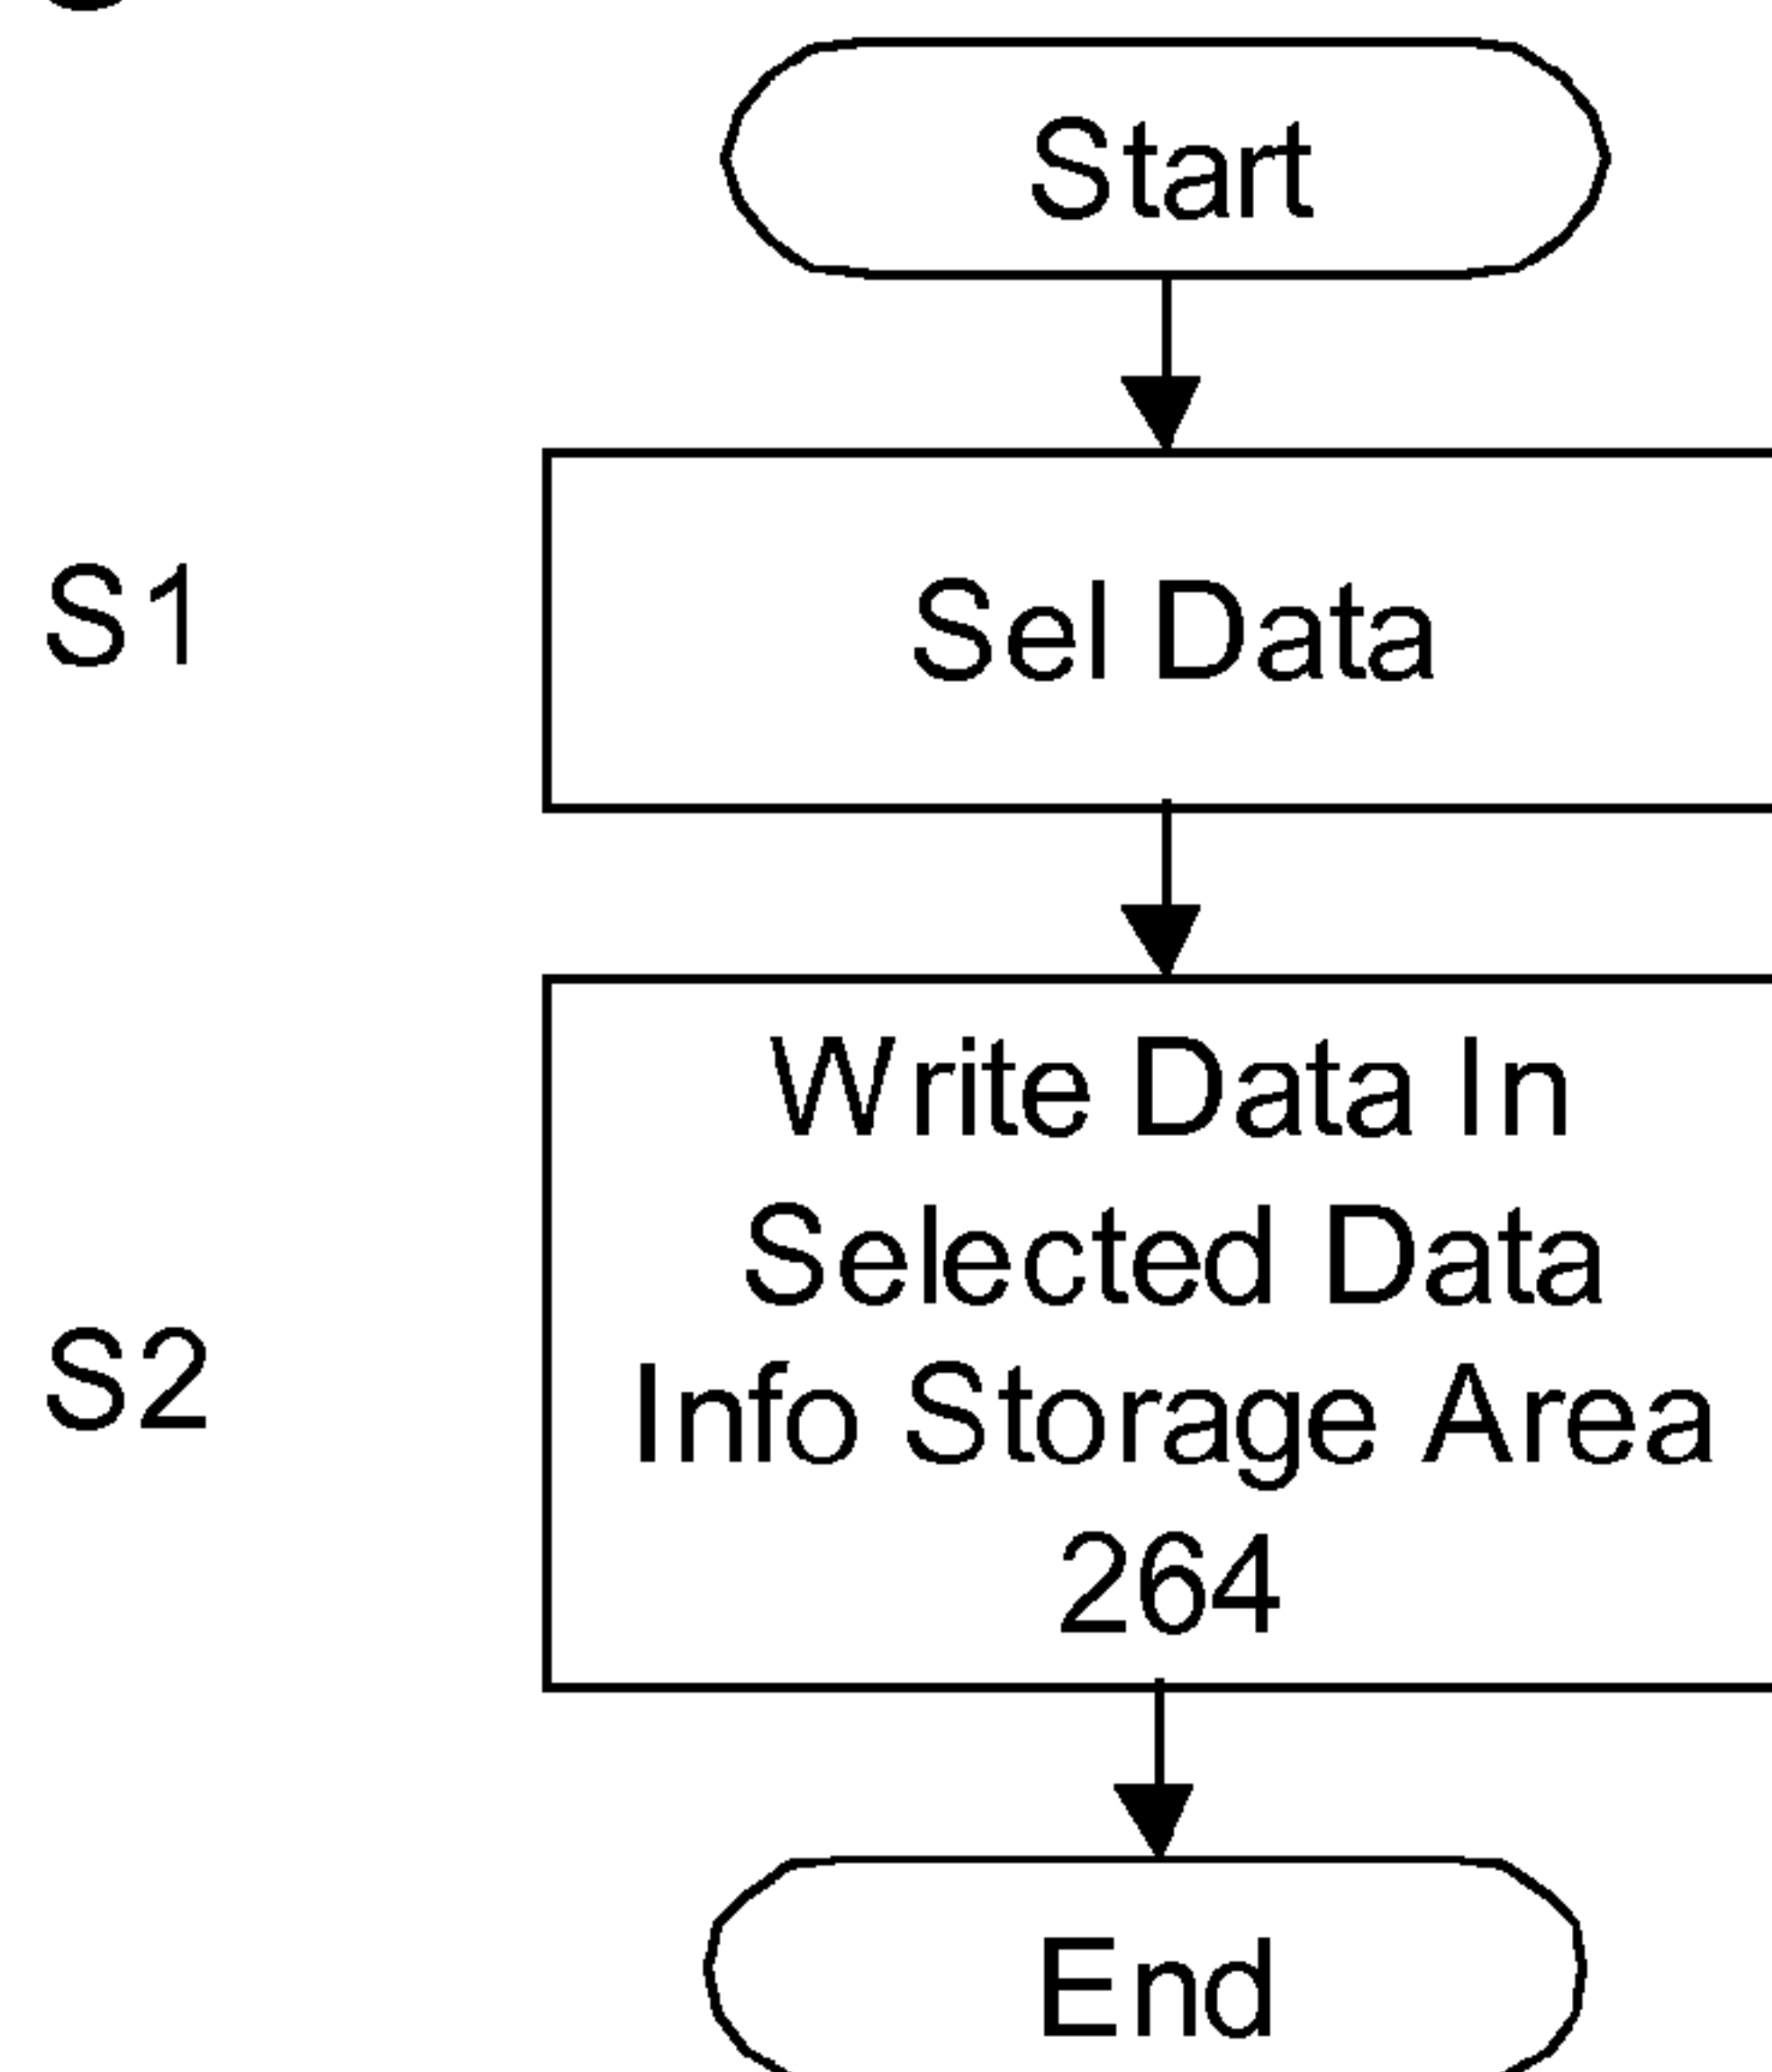 Start
S1
Sel Data
Write Data In
Selected Data
S2
Info Storage Area
264
End